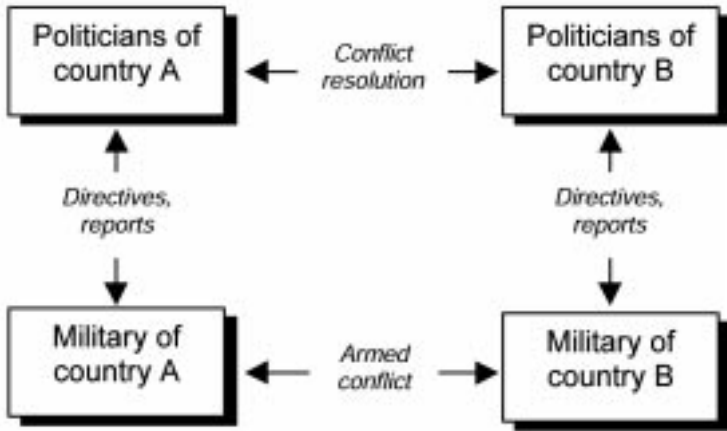 Politicians of
country A
Conflict
resolution
Politicians of
country B
Directives,
reports
Directives,
reports
Military of
country A
Armed
conflict
Military of
country B